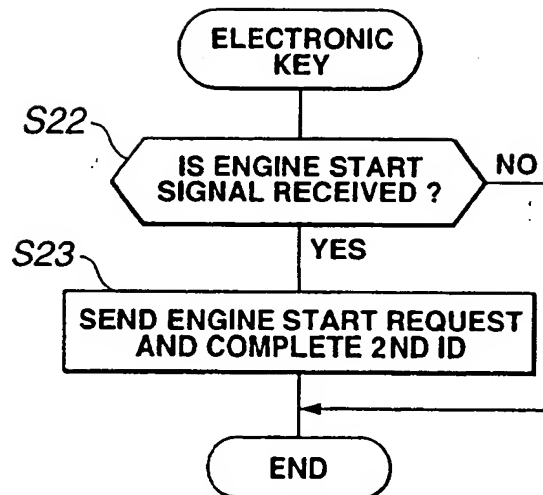 ELECTRONIC
KEY
S22
IS ENGINE START
SIGNAL RECEIVED ?
NO
YES
S23
SEND ENGINE START REQUEST
AND COMPLETE 2ND ID
END